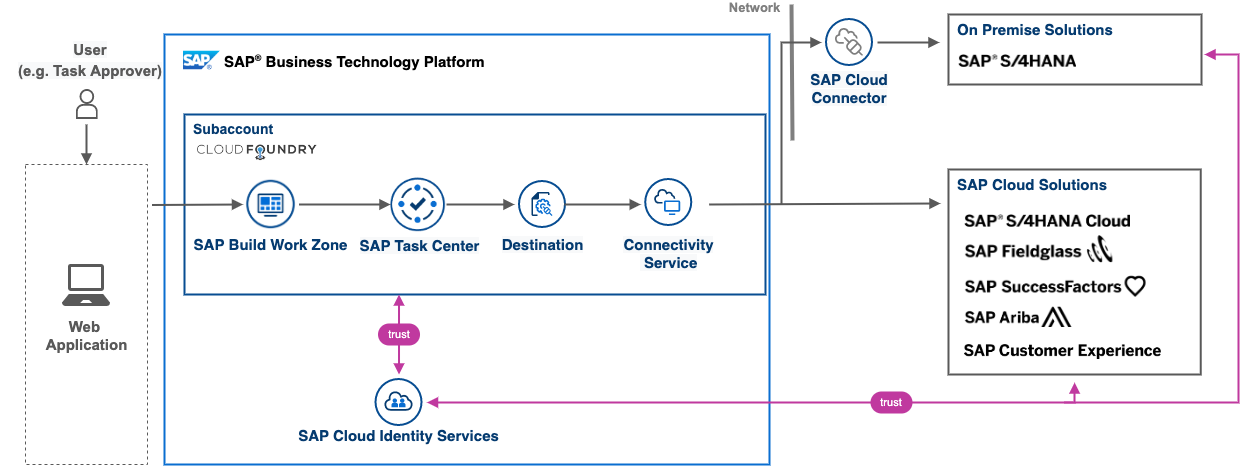 Network
User
(e.g. Task Approver)
SAP® SAP® Business Technology Platform
Subaccount
CLOUD FOUNDRY
SAP Build Work Zone
SAP Task Center
Destination
Connectivity
Service
trust
SAP Cloud Identity Services
Web
Application
SAP Cloud
Connector
On Premise Solutions
SAP® S/4HANA
SAP Cloud Solutions
SAP® S/4HANA Cloud
SAP Fieldglass
SAP SuccessFactors
SAP Ariba
SAP Customer Experience
trust